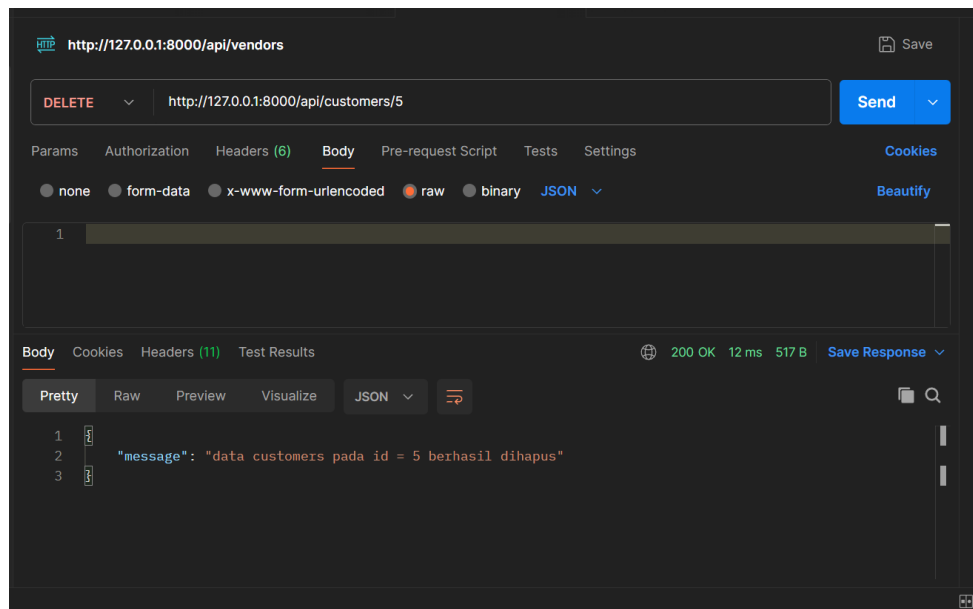 HTTP http://127.0.0.1:8000/api/vendors Save
DELETE http://127.0.0.1:8000/api/customers/5 Send
Params Authorization Headers (6) Body Pre-request Script Tests Settings Cookies
none form-data x-www-form-urlencoded raw binary JSON Beautify
1
Body Cookies Headers (11) Test Results 200 OK 12 ms 517 B Save Response
Pretty Raw Preview Visualize JSON
1 {
2 "message": "data customers pada id = 5 berhasil dihapus"
3 }